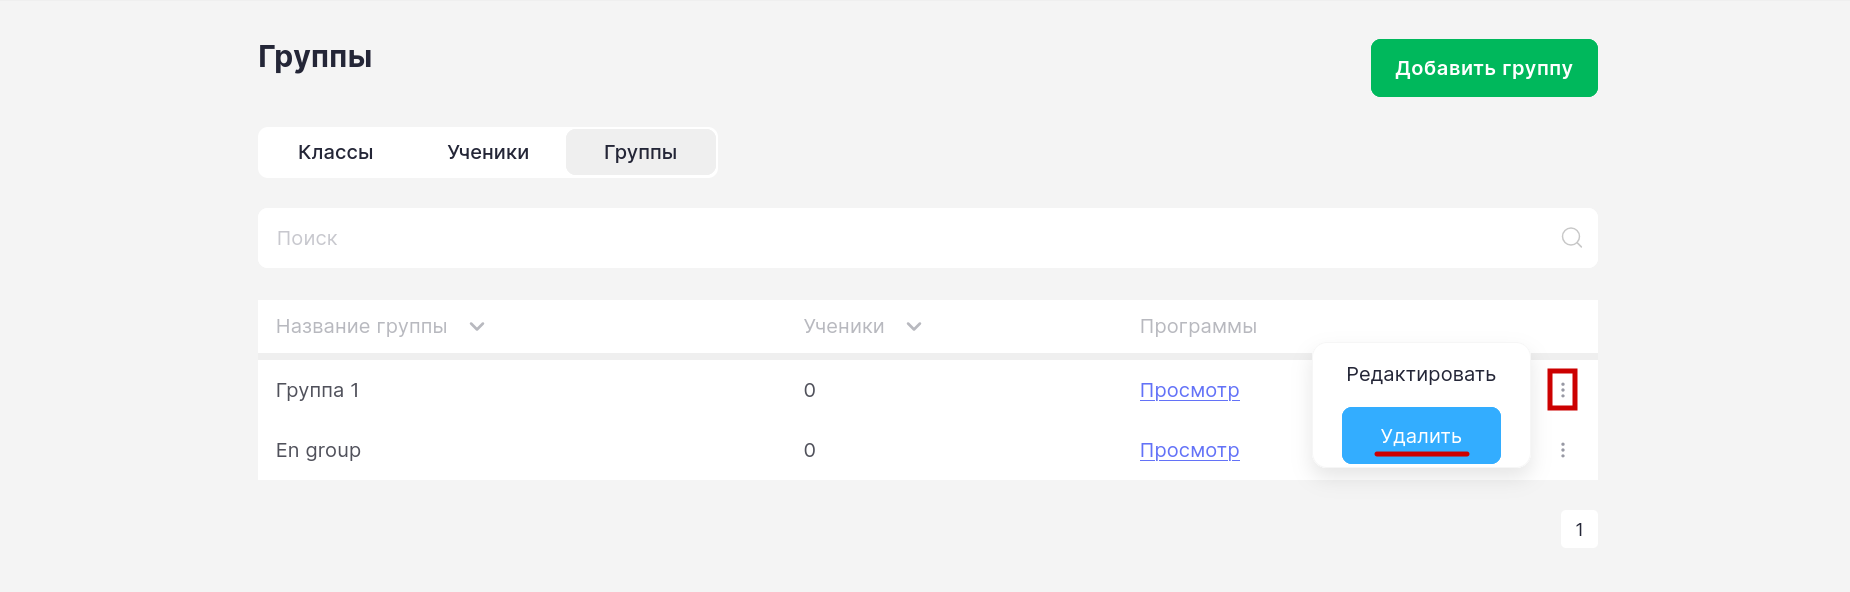 Группы
Добавить группу
Классы Ученики Группы
Поиск
Название группы Ученики Программы
Редактировать
Группа 1 0 Просмотр
Удалить
En group 0 Просмотр
1